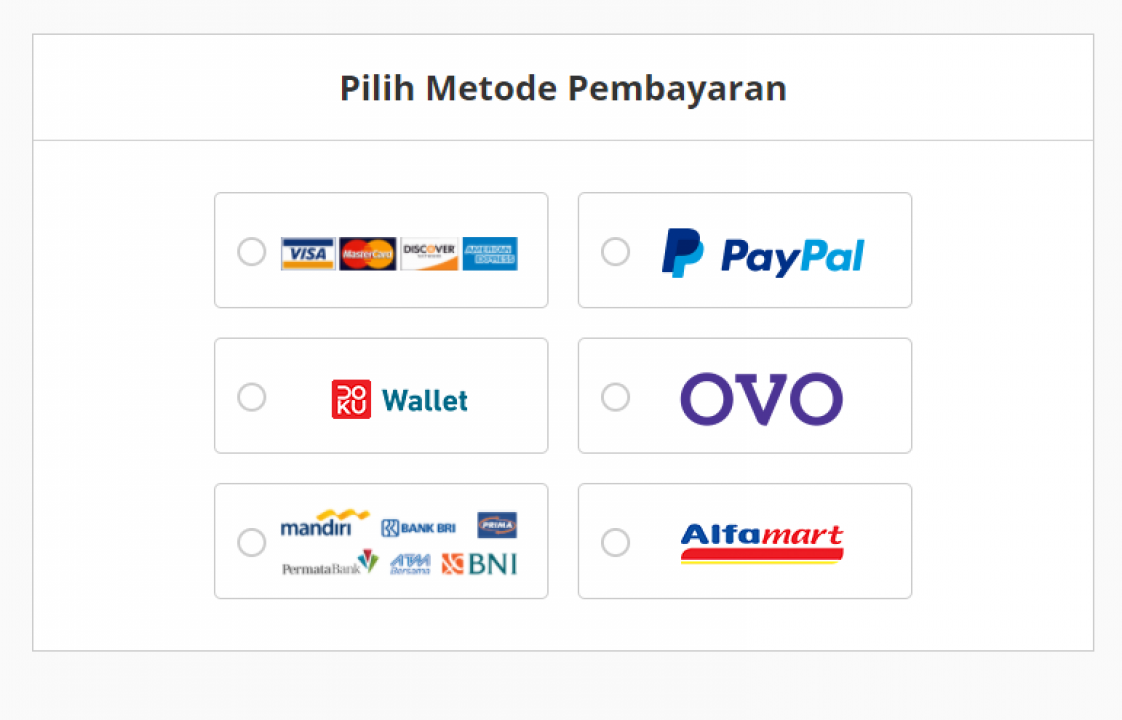 Pilih Metode Pembayaran
VISA MasterCard DISCOVER NETWORK AMERICAN EXPRESS
PayPal
DOKU Wallet
OVO
mandiri BANK BRI PRIMA
PermataBank ATM Bersama BNI
Alfamart